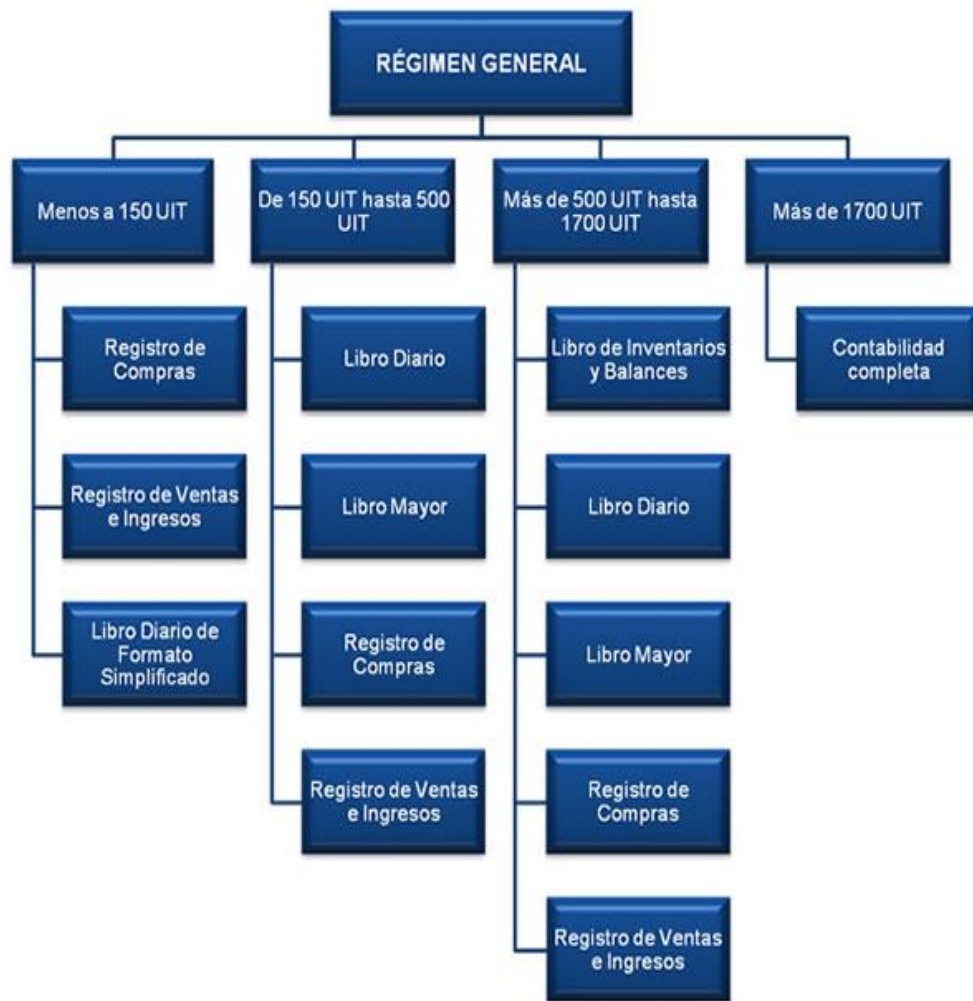 RÉGIMEN GENERAL
Menos a 150 UIT
De 150 UIT hasta 500
UIT
Más de 500 UIT hasta
1700 UIT
Más de 1700 UIT
Registro de
Compras
Registro de Ventas
e Ingresos
Libro Diario de
Formato
Simplificado
Libro Diario
Libro Mayor
Registro de
Compras
Registro de Ventas
e Ingresos
Libro de Inventarios
y Balances
Libro Diario
Libro Mayor
Registro de
Compras
Registro de Ventas
e Ingresos
Contabilidad
completa